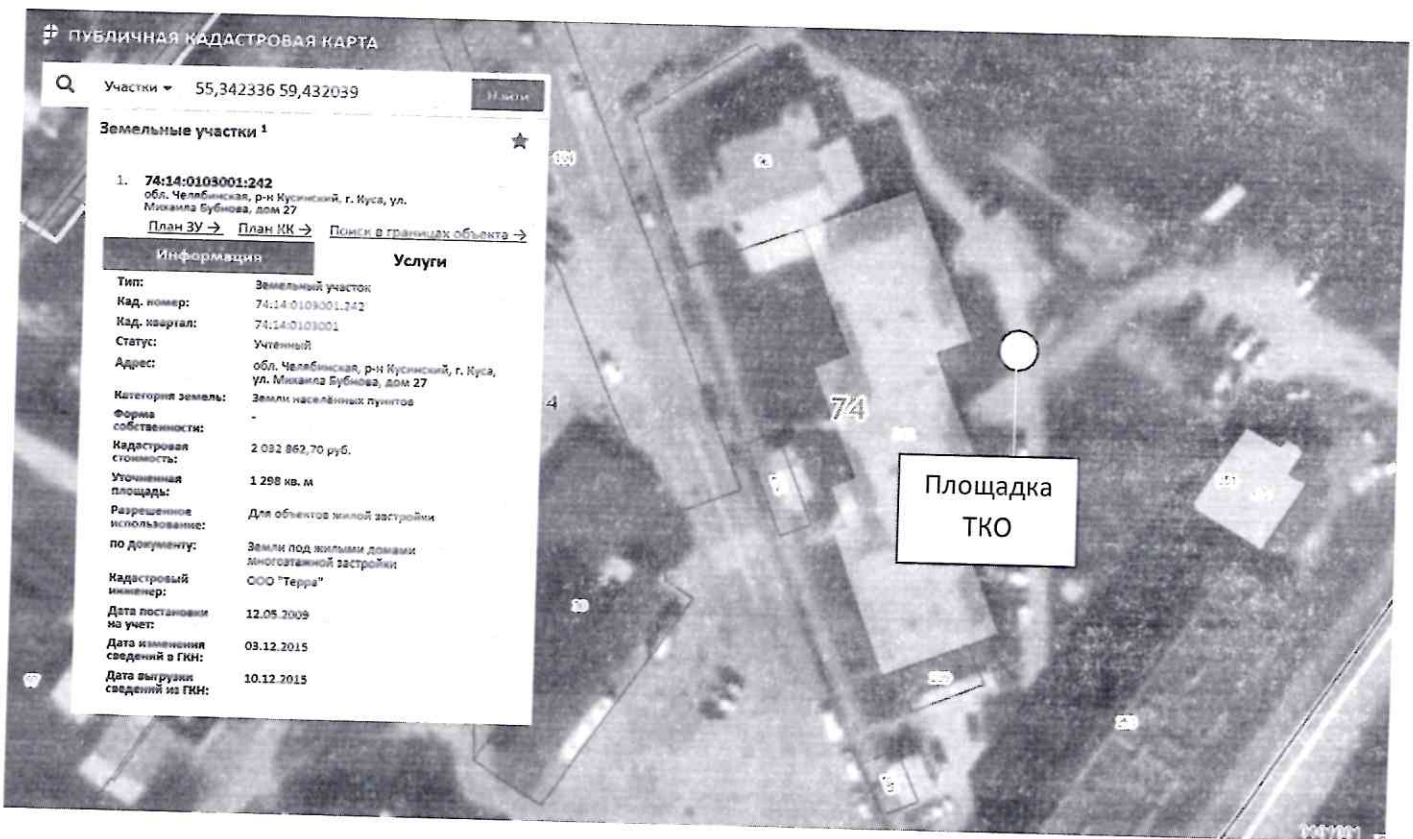 ПУБЛИЧНАЯ КАДАСТРОВАЯ КАРТА
Участки 55,342336 59,432039 Найти
Земельные участки 1
1. 74:14:0103001:242
обл. Челябинская, р-н Кусинский, г. Куса, ул.
Михаила Бубнова, дом 27
План ЗУ → План КК → Поиск в границах объекта →
Информация Услуги
Тип: Земельный участок
Кад. номер: 74:14:0103001:242
Кад. квартал: 74:14:0103001
Статус: Учтенный
Адрес: обл. Челябинская, р-н Кусинский, г. Куса,
ул. Михаила Бубнова, дом 27
Категория земель: Земли населённых пунктов
Форма
собственности: -
Кадастровая
стоимость: 2 032 862,70 руб.
Уточненная
площадь: 1 298 кв. м
Разрешенное
использование: Для объектов жилой застройки
по документу: Земли под жилыми домами
многоэтажной застройки
Кадастровый
инженер: ООО "Терра"
Дата постановки
на учет: 12.05.2009
Дата изменения
сведений в ГКН: 03.12.2015
Дата выгрузки
сведений из ГКН: 10.12.2015
4
74
Площадка
ТКО